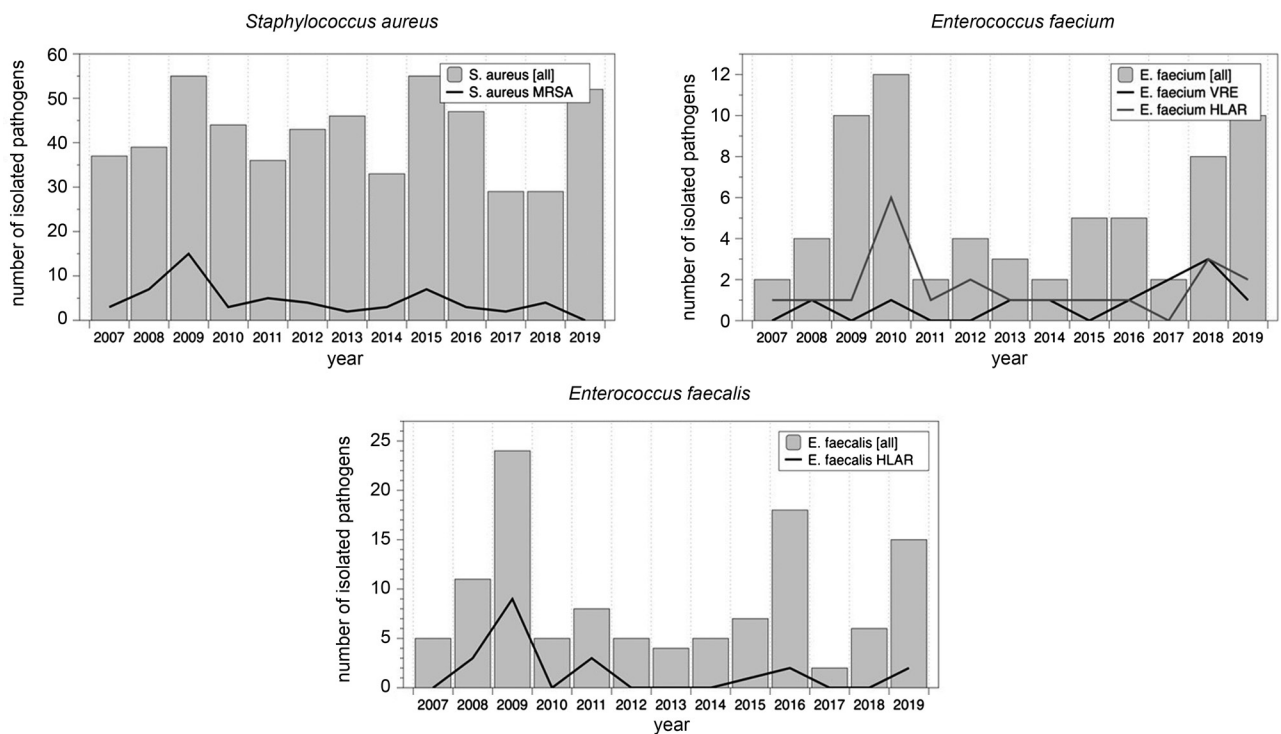 Staphylococcus aureus
number of isolated pathogens
60
50
40
30
20
10
0
S. aureus [all]
S. aureus MRSA
2007 2008 2009 2010 2011 2012 2013 2014 2015 2016 2017 2018 2019
year
Enterococcus faecium
number of isolated pathogens
12
10
8
6
4
2
0
E. faecium [all]
E. faecium VRE
E. faecium HLAR
2007 2008 2009 2010 2011 2012 2013 2014 2015 2016 2017 2018 2019
year
Enterococcus faecalis
number of isolated pathogens
25
20
15
10
5
0
E. faecalis [all]
E. faecalis HLAR
2007 2008 2009 2010 2011 2012 2013 2014 2015 2016 2017 2018 2019
year